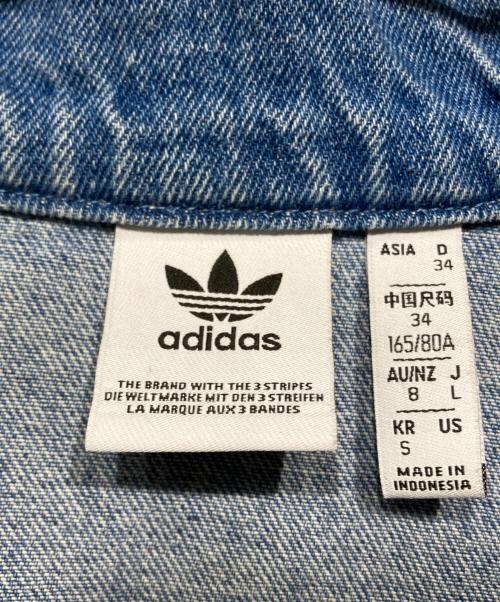 adidas
THE BRAND WITH THE 3 STRIPES
DIE WELTMARKE MIT DEN 3 STREIFEN
LA MARQUE AUX 3 BANDES
ASIA D
34
中国尺码
34
165/80A
AU/NZ J
8 L
KR US
S
MADE IN
INDONESIA